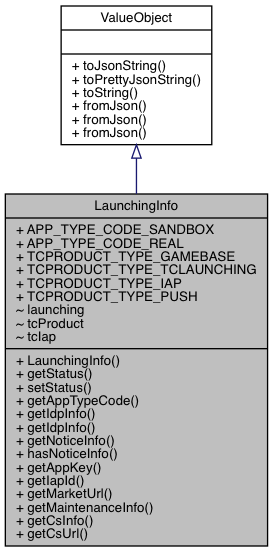 ValueObject
+ toJsonString()
+ toPrettyJsonString()
+ toString()
+ fromJson()
+ fromJson()
+ fromJson()
LaunchingInfo
+ APP_TYPE_CODE_SANDBOX
+ APP_TYPE_CODE_REAL
+ TCPRODUCT_TYPE_GAMEBASE
+ TCPRODUCT_TYPE_TCLAUNCHING
+ TCPRODUCT_TYPE_IAP
+ TCPRODUCT_TYPE_PUSH
~ launching
~ tcProduct
~ tcIap
+ LaunchingInfo()
+ getStatus()
+ setStatus()
+ getAppTypeCode()
+ getIdpInfo()
+ getIdpInfo()
+ getNoticeInfo()
+ hasNoticeInfo()
+ getAppKey()
+ getIapId()
+ getMarketUrl()
+ getMaintenanceInfo()
+ getCsInfo()
+ getCsUrl()